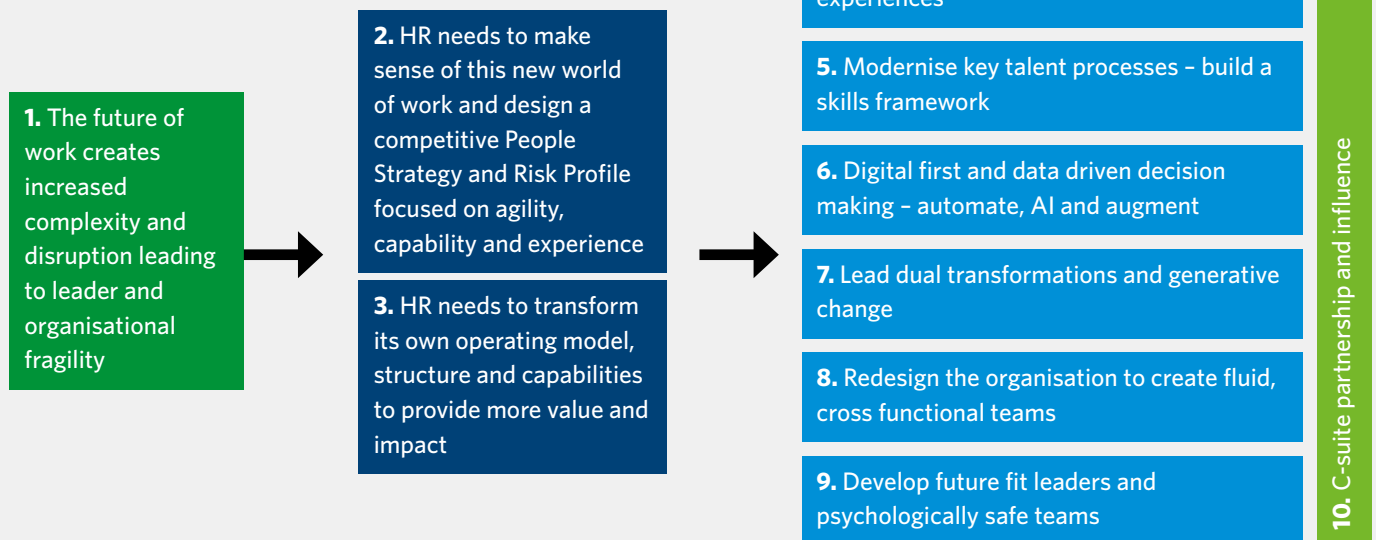 1. The future of
work creates
increased
complexity and
disruption leading
to leader and
organisational
fragility
2. HR needs to make
sense of this new world
of work and design a
competitive People
Strategy and Risk Profile
focused on agility,
capability and experience
3. HR needs to transform
its own operating model,
structure and capabilities
to provide more value and
impact
experiences
5. Modernise key talent processes – build a
skills framework
6. Digital first and data driven decision
making – automate, AI and augment
7. Lead dual transformations and generative
change
8. Redesign the organisation to create fluid,
cross functional teams
9. Develop future fit leaders and
psychologically safe teams
10. C-suite partnership and influence